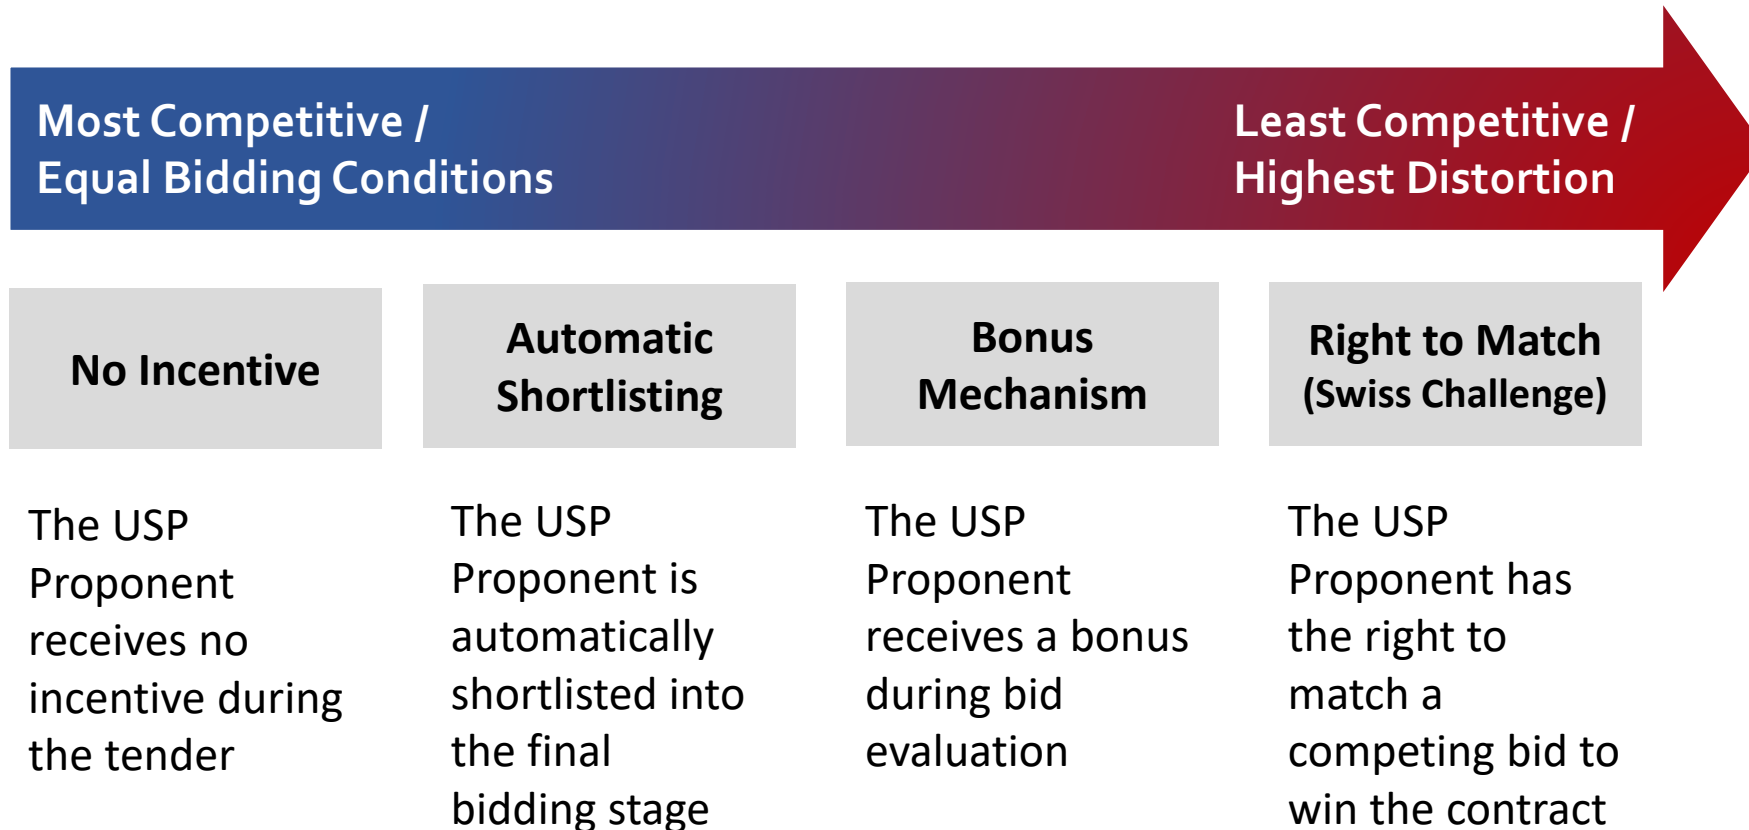 Most Competitive /
Equal Bidding Conditions
Least Competitive /
Highest Distortion
No Incentive
Automatic
Shortlisting
Bonus
Mechanism
Right to Match
(Swiss Challenge)
The USP
Proponent
receives no
incentive during
the tender
The USP
Proponent is
automatically
shortlisted into
the final
bidding stage
The USP
Proponent
receives a bonus
during bid
evaluation
The USP
Proponent has
the right to
match a
competing bid to
win the contract